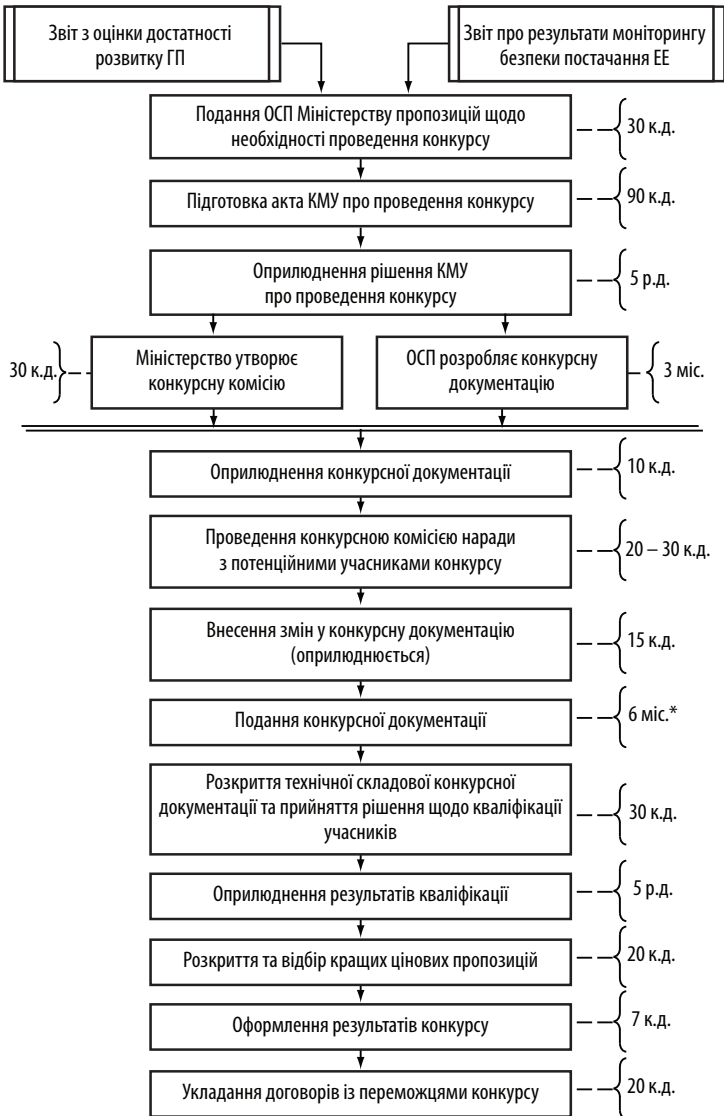 Звіт з оцінки достатності
розвитку ГП
Звіт про результати моніторингу
безпеки постачання ЕЕ
Подання ОСП Міністерству пропозицій щодо
необхідності проведення конкурсу
30 к.д.
Підготовка акта КМУ про проведення конкурсу
90 к.д.
Оприлюднення рішення КМУ
про проведення конкурсу
5 р.д.
30 к.д.
Міністерство утворює
конкурсну комісію
ОСП розробляє конкурсну
документацію
3 міс.
Оприлюднення конкурсної документації
10 к.д.
Проведення конкурсною комісією наради
з потенційними учасниками конкурсу
20 – 30 к.д.
Внесення змін у конкурсну документацію
(оприлюднюється)
15 к.д.
Подання конкурсної документації
6 міс.*
Розкриття технічної складової конкурсної
документації та прийняття рішення щодо кваліфікації
учасників
30 к.д.
Оприлюднення результатів кваліфікації
5 р.д.
Розкриття та відбір кращих цінових пропозицій
20 к.д.
Оформлення результатів конкурсу
7 к.д.
Укладання договорів із переможцями конкурсу
20 к.д.